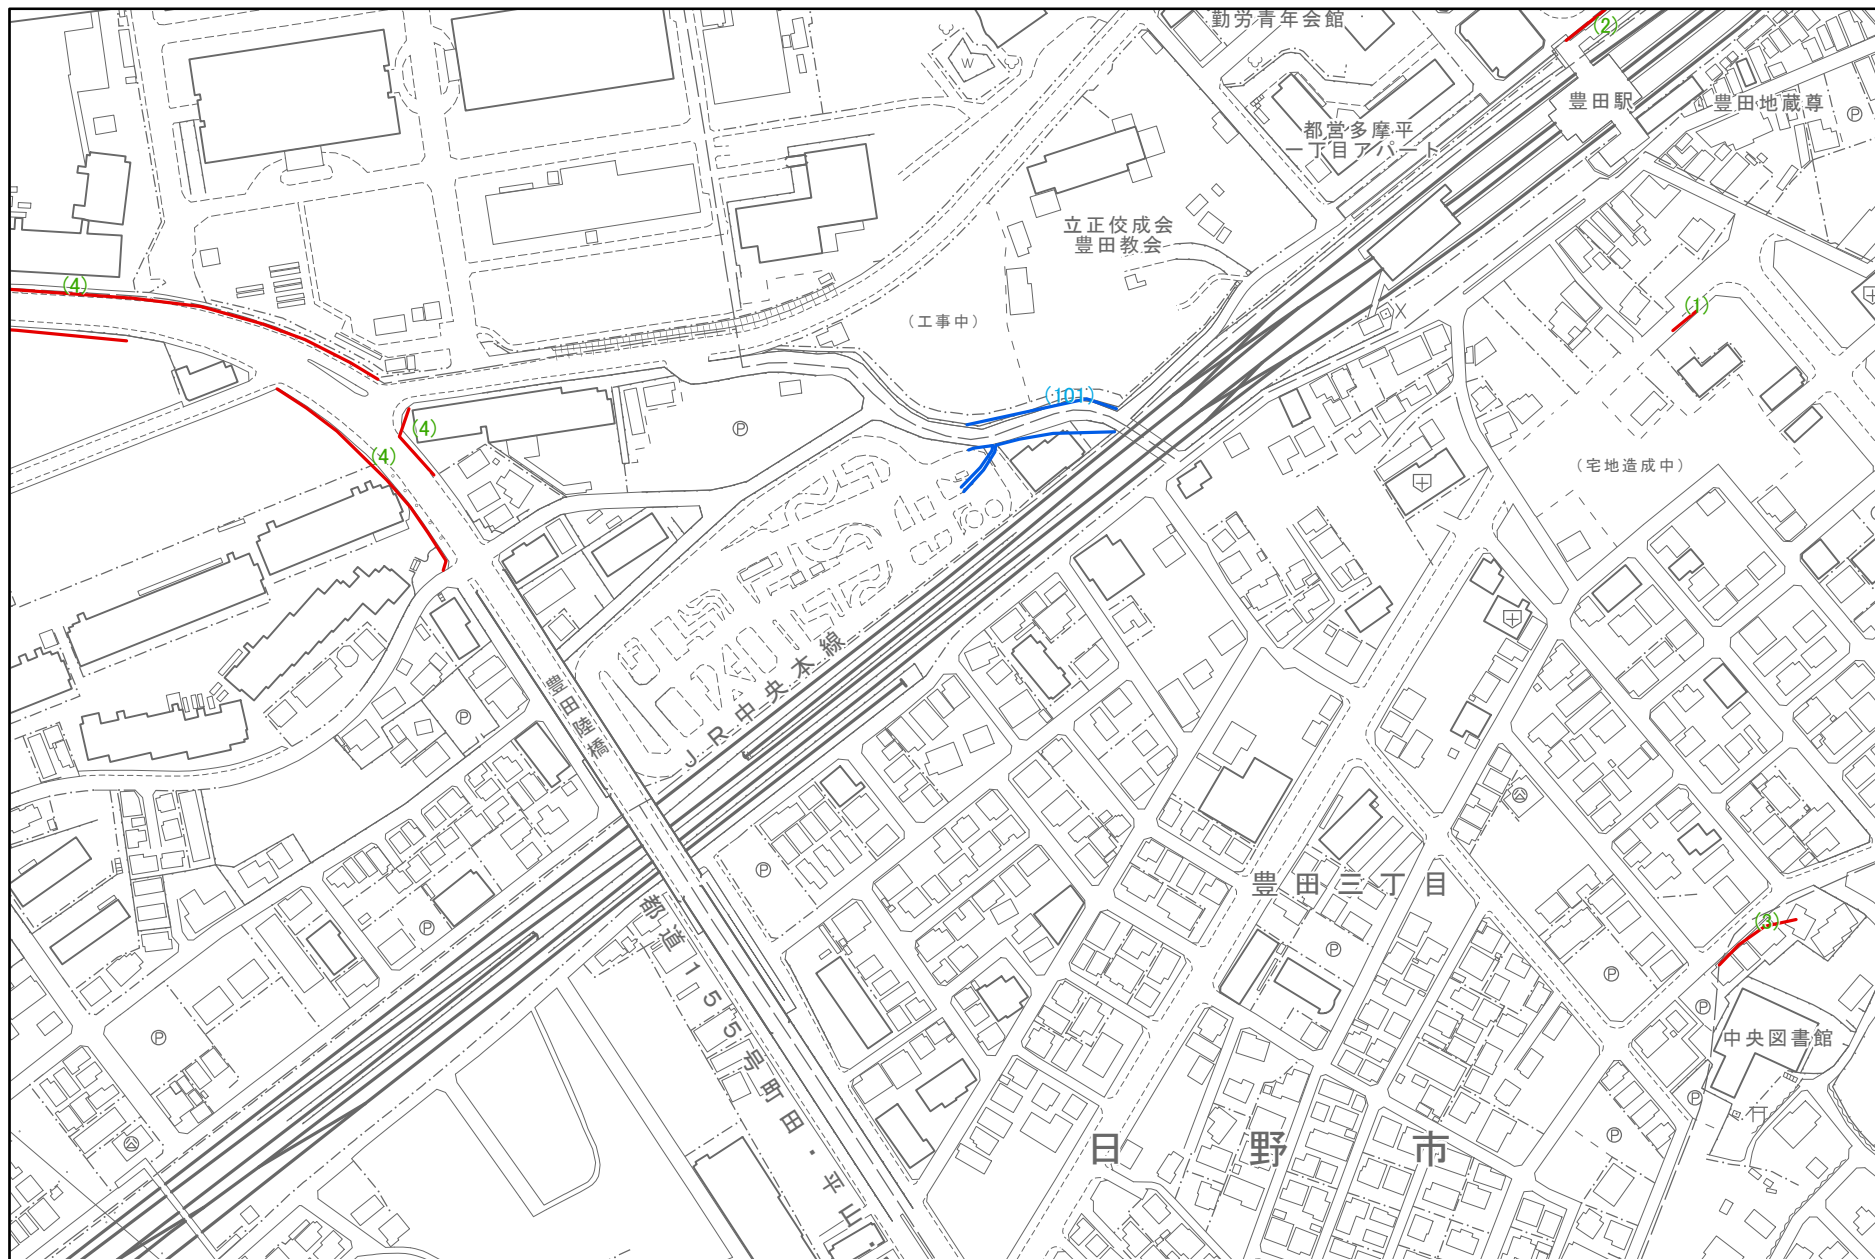 勤労青年会館
(2)
W
豊田駅
豊田地蔵尊
P
都営多摩平
一丁目アパート
立正佼成会
豊田教会
(4)
(1)
(工事中)
(101)
(4)
P
(4)
(宅地造成中)
JR中央本線
豊田陸橋
P
P
豊田三丁目
P
都道155号町田・平
(3)
P
P
P
P
中央図書館
P
P
日野市